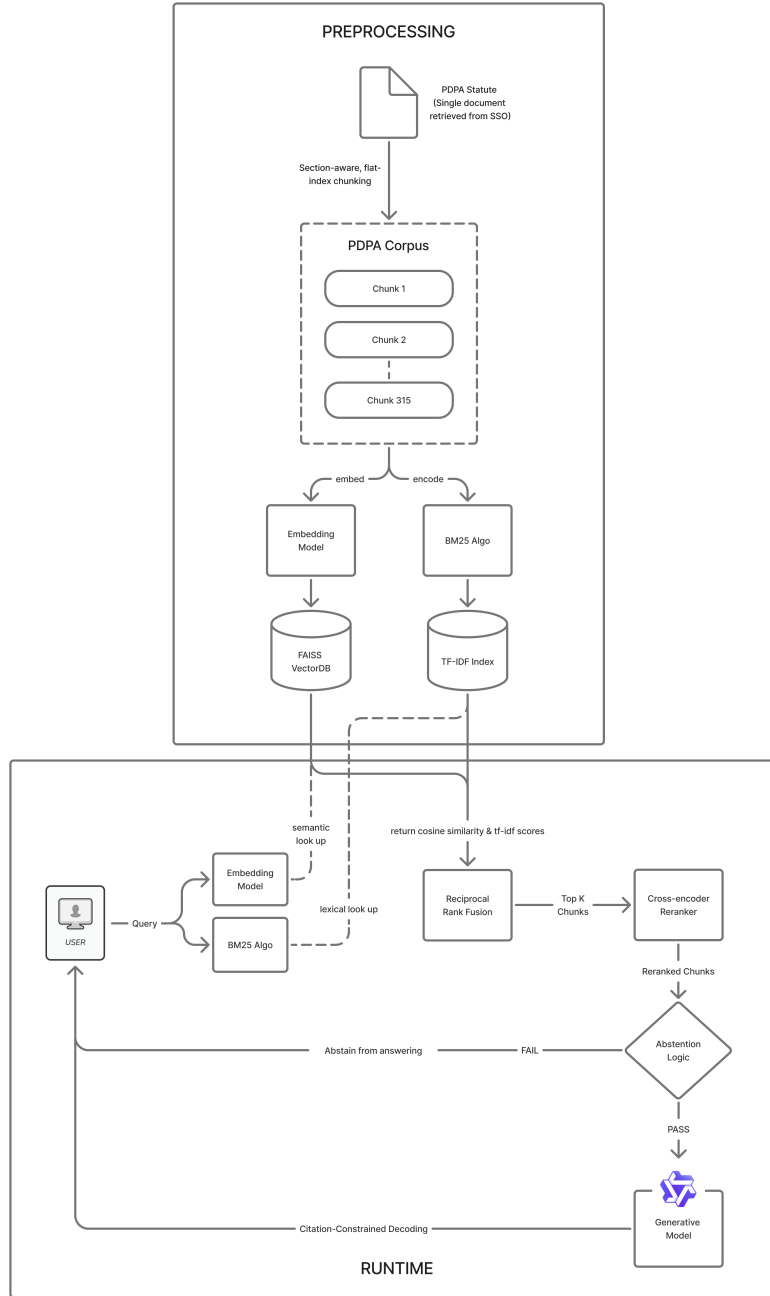 PREPROCESSING
PDPA Statute
(Single document
retrieved from SSO)
Section-aware, flat-
index chunking
PDPA Corpus
Chunk 1
Chunk 2
Chunk 315
embed
encode
Embedding
Model
BM25 Algo
FAISS
VectorDB
TF-IDF Index
semantic
look up
return cosine similarity & tf-idf scores
Embedding
Model
lexical look up
BM25 Algo
USER
Query
Reciprocal
Rank Fusion
Top K
Chunks
Cross-encoder
Reranker
Reranked Chunks
Abstention
Logic
FAIL
Abstain from answering
PASS
Generative
Model
Citation-Constrained Decoding
RUNTIME